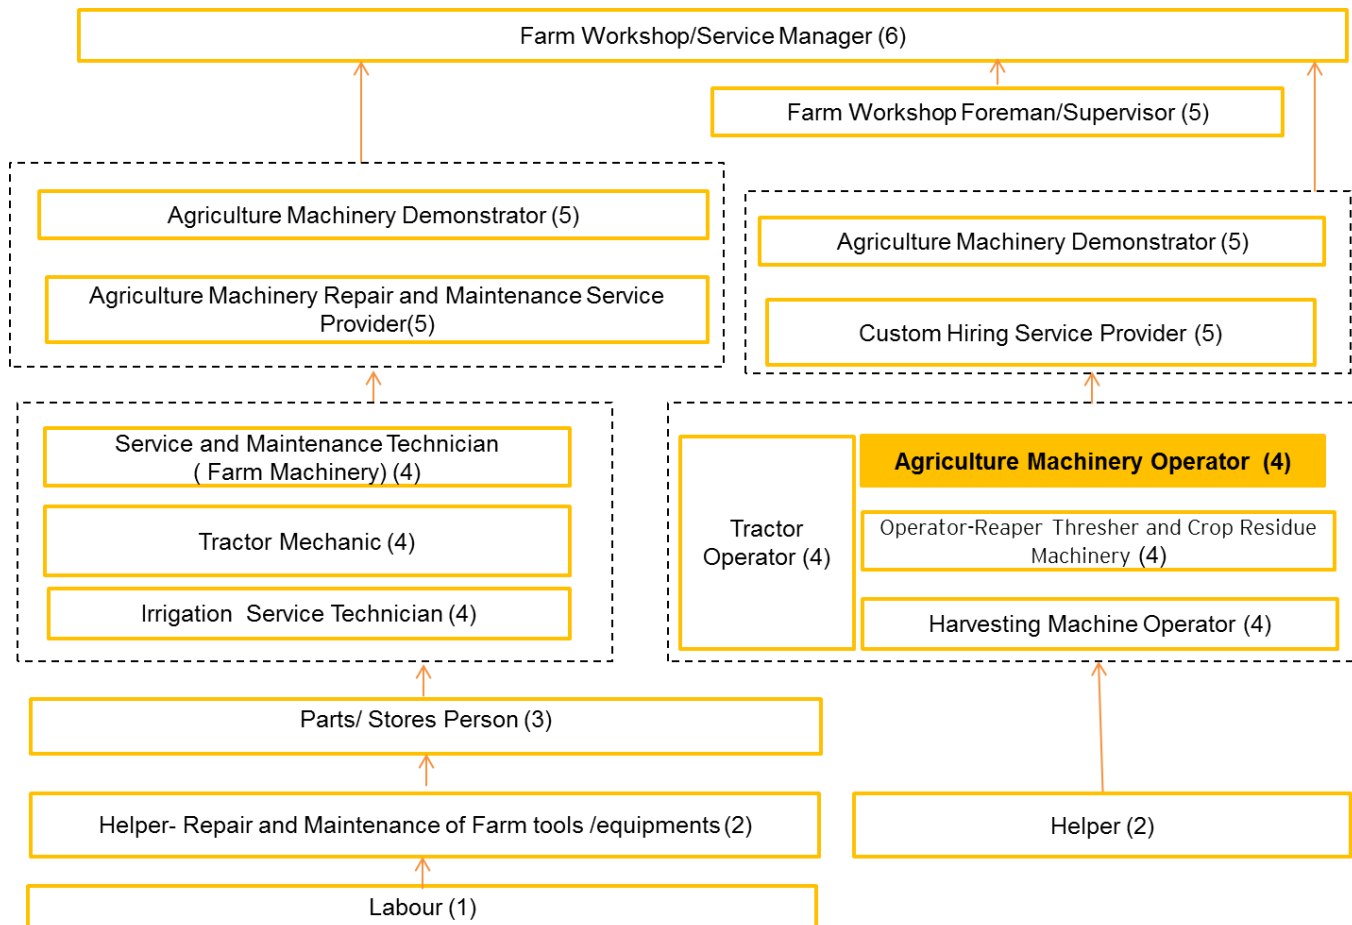 Farm Workshop/Service Manager (6)
Farm Workshop Foreman/Supervisor (5)
Agriculture Machinery Demonstrator (5)
Agriculture Machinery Repair and Maintenance Service
Provider(5)
Agriculture Machinery Demonstrator (5)
Custom Hiring Service Provider (5)
Service and Maintenance Technician
( Farm Machinery) (4)
Tractor Mechanic (4)
Irrigation Service Technician (4)
Tractor
Operator (4)
Agriculture Machinery Operator (4)
Operator-Reaper Thresher and Crop Residue
Machinery (4)
Harvesting Machine Operator (4)
Parts/ Stores Person (3)
Helper- Repair and Maintenance of Farm tools /equipments (2)
Helper (2)
Labour (1)